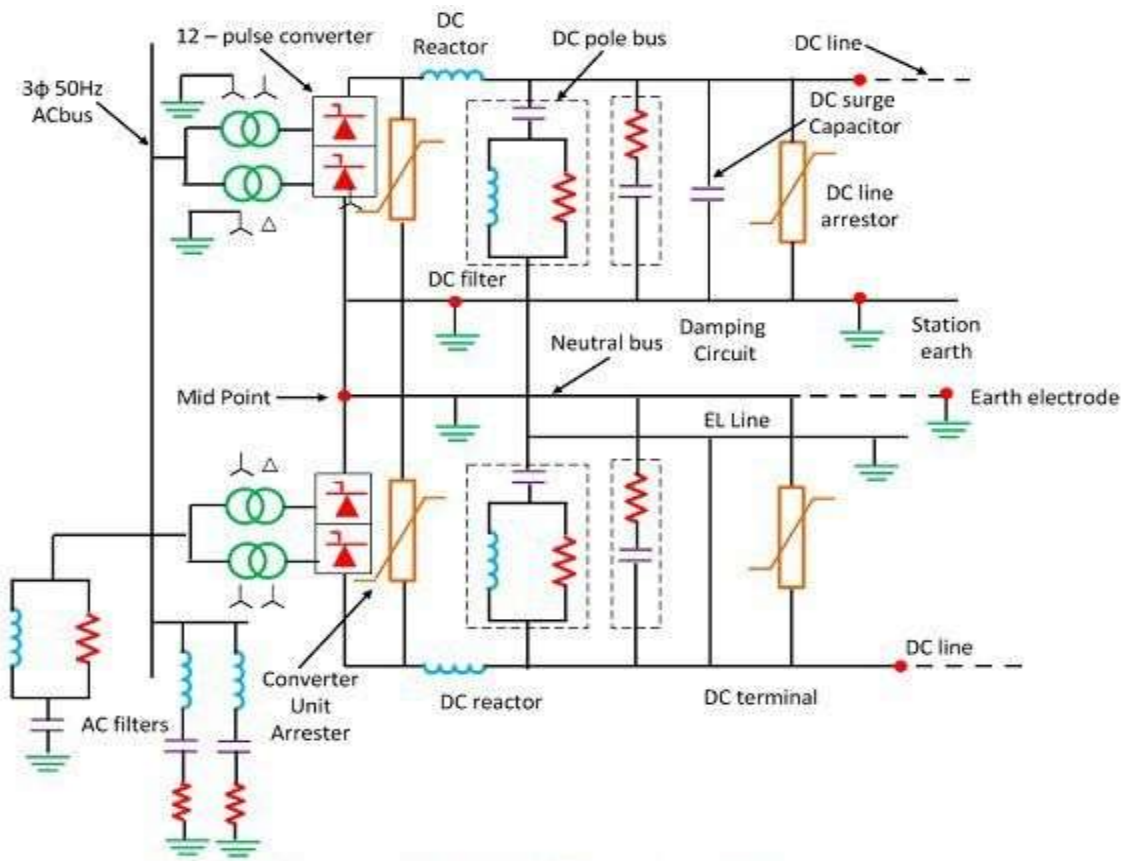 DC
Reactor
12 – pulse converter
DC pole bus
DC line
3ϕ 50Hz
ACbus
DC surge
Capacitor
DC line
arrestor
DC filter
Damping
Circuit
Station
earth
Neutral bus
Mid Point
Earth electrode
EL Line
DC line
Converter
Unit
Arrester
DC reactor
DC terminal
AC filters